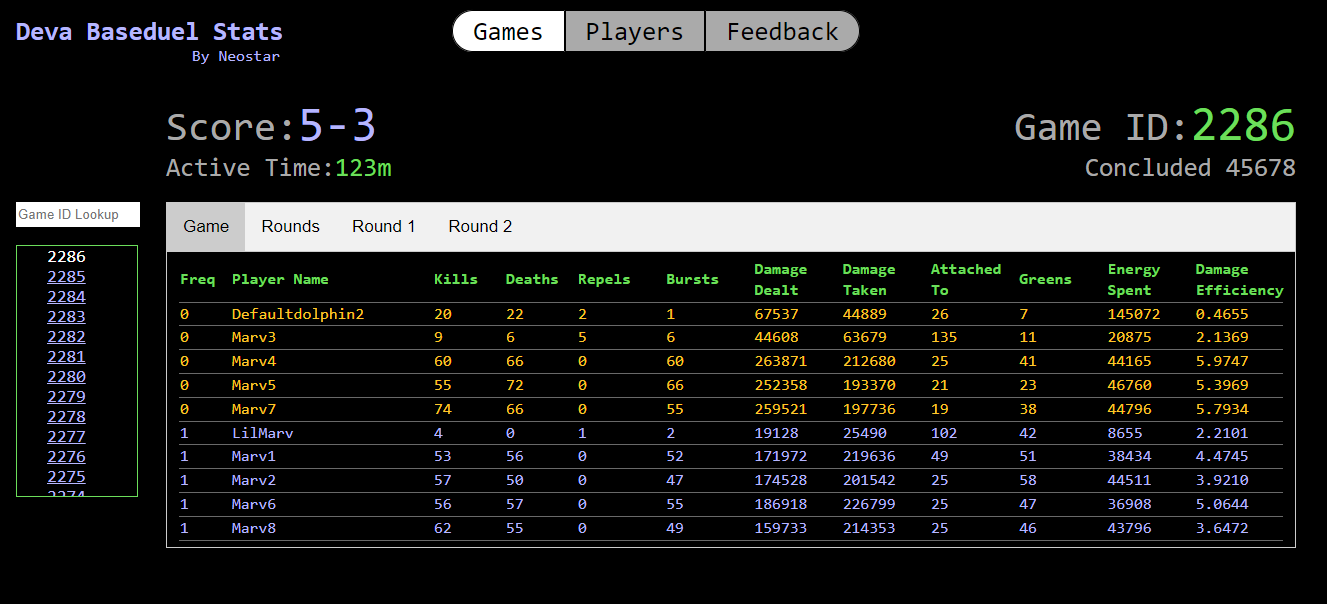 Deva Baseduel Stats
By Neostar
Games Players Feedback
Score:5-3
Active Time:123m
Game ID:2286
Concluded 45678
Game ID Lookup
2286
2285
2284
2283
2282
2281
2280
2279
2278
2277
2276
2275
2274
Game Rounds Round 1 Round 2
Freq Player Name Kills Deaths Repels Bursts Damage Dealt Damage Taken Attached To Greens Energy Spent Damage Efficiency
0 Defaultdolphin2 20 22 2 1 67537 44889 26 7 145072 0.4655
0 Marv3 9 6 5 6 44608 63679 135 11 20875 2.1369
0 Marv4 60 66 0 60 263871 212680 25 41 44165 5.9747
0 Marv5 55 72 0 66 252358 193370 21 23 46760 5.3969
0 Marv7 74 66 0 55 259521 197736 19 38 44796 5.7934
1 LilMarv 4 0 1 2 19128 25490 102 42 8655 2.2101
1 Marv1 53 56 0 52 171972 219636 49 51 38434 4.4745
1 Marv2 57 50 0 47 174528 201542 25 58 44511 3.9210
1 Marv6 56 57 0 55 186918 226799 25 47 36908 5.0644
1 Marv8 62 55 0 49 159733 214353 25 46 43796 3.6472